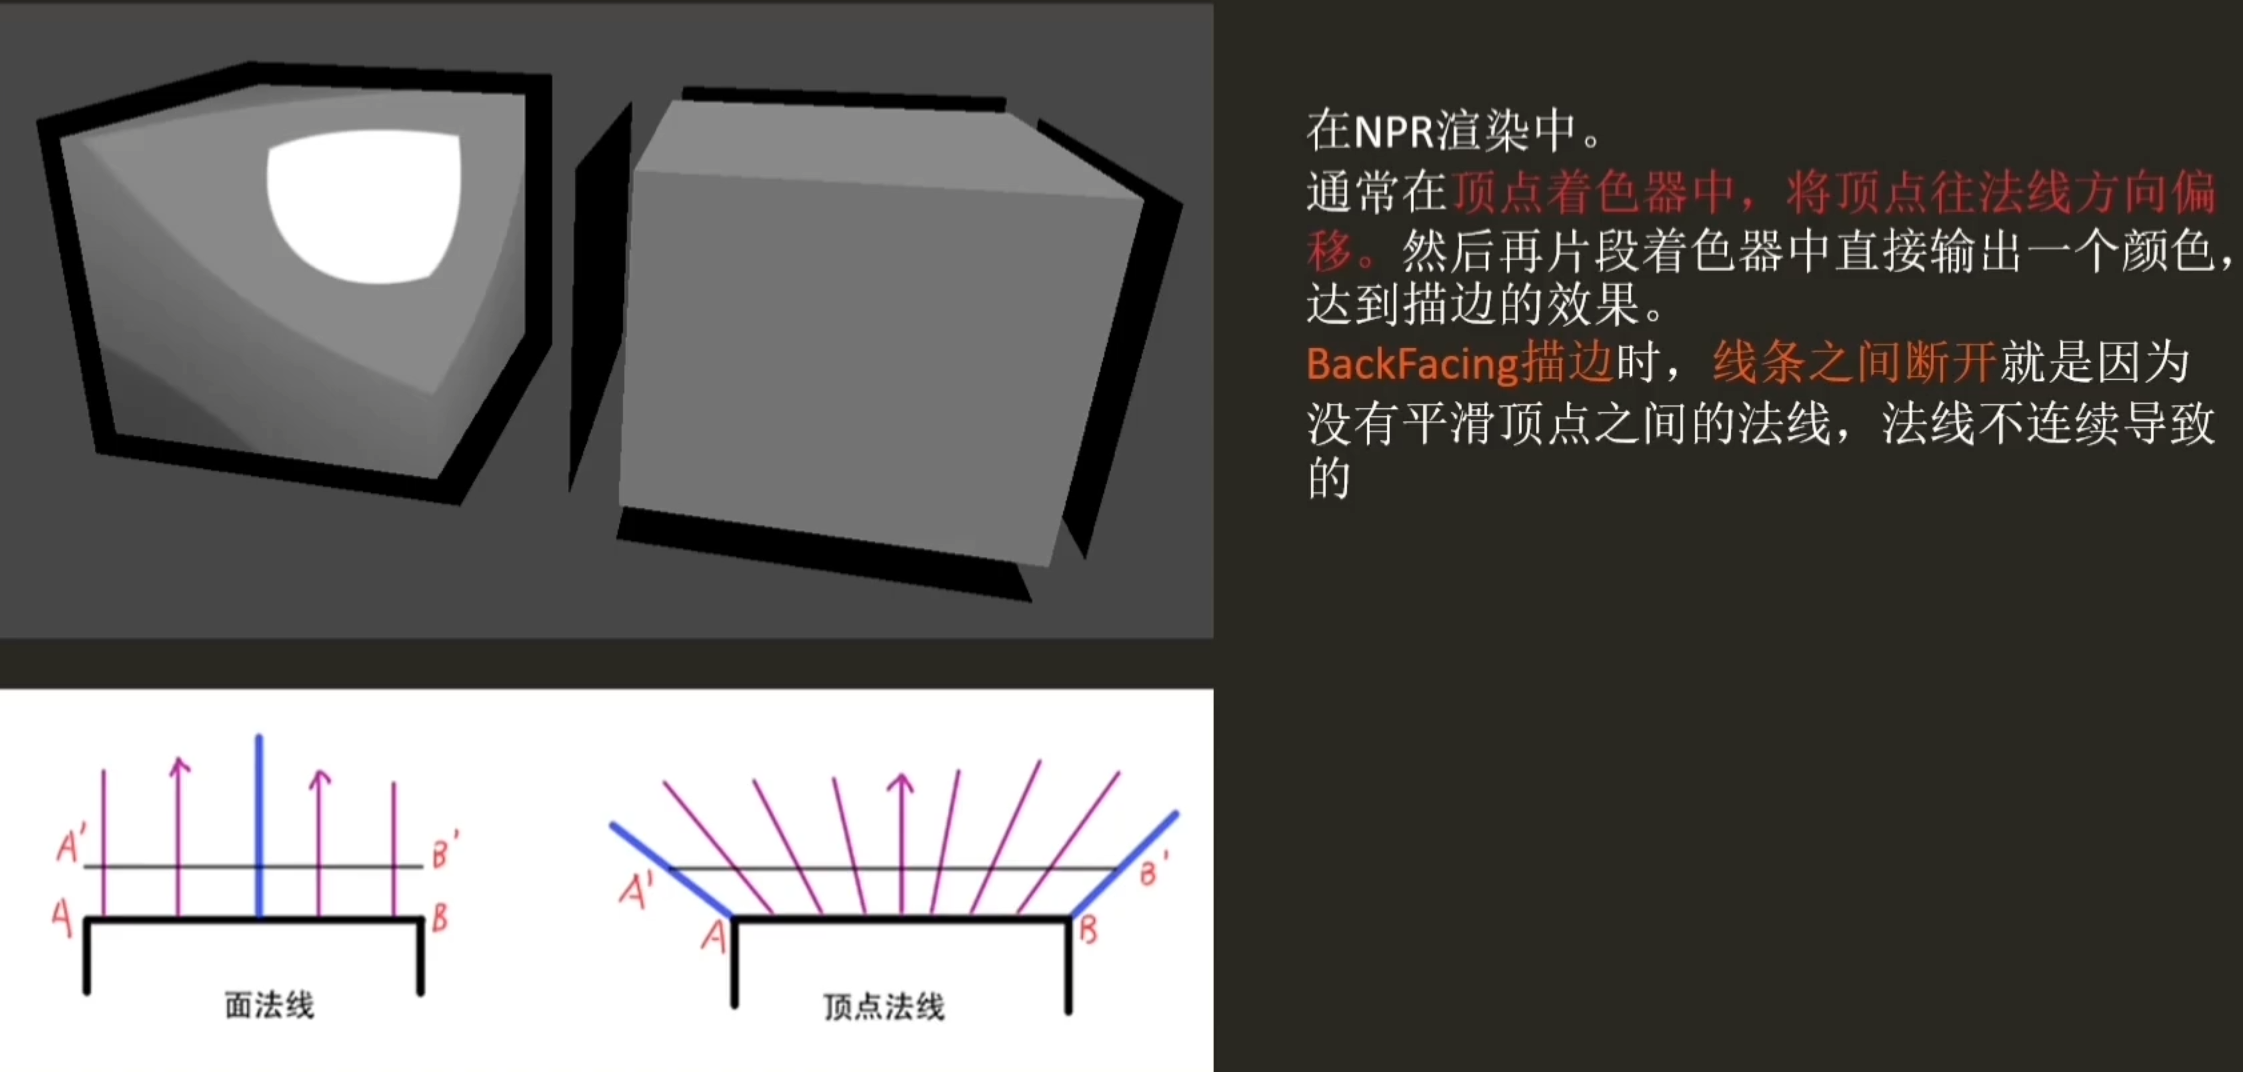 在NPR渲染中。
通常在顶点着色器中，将顶点往法线方向偏
移。然后再片段着色器中直接输出一个颜色，
达到描边的效果。
BackFacing描边时，线条之间断开就是因为
没有平滑顶点之间的法线，法线不连续导致
的
A' B'
A B
面法线
A' B'
A B
顶点法线